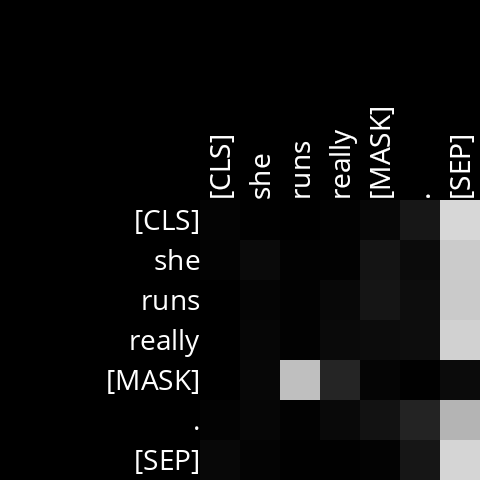 [CLS] she runs really [MASK] . [SEP]
[CLS]
she
runs
really
[MASK]
.
[SEP]